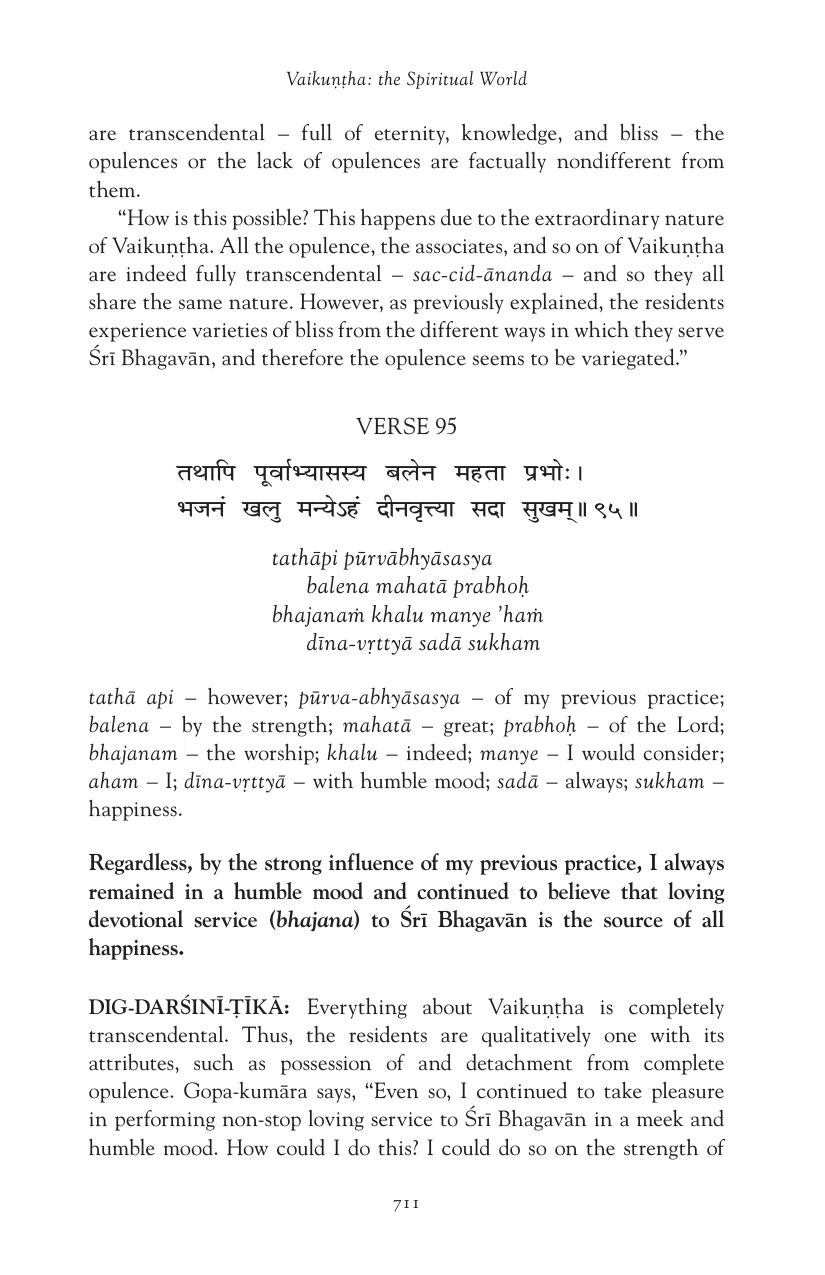 Vaikuṇṭha: the Spiritual World
are transcendental – full of eternity, knowledge, and bliss – the
opulences or the lack of opulences are factually nondifferent from
them.
“How is this possible? This happens due to the extraordinary nature
of Vaikuṇṭha. All the opulence, the associates, and so on of Vaikuṇṭha
are indeed fully transcendental – sac-cid-ānanda – and so they all
share the same nature. However, as previously explained, the residents
experience varieties of bliss from the different ways in which they serve
Śrī Bhagavān, and therefore the opulence seems to be variegated.”
VERSE 95
तथापि पूर्वाभ्यासस्य बलेन महता प्रभोः।
भजनं खलु मन्येऽहं दीनवृत्त्या सदा सुखम्॥९५॥
tathāpi pūrvābhyāsasya
balena mahatā prabhoḥ
bhajanaṁ khalu manye ’haṁ
dīna-vṛttyā sadā sukham
tathā api – however; pūrva-abhyāsasya – of my previous practice;
balena – by the strength; mahatā – great; prabhoḥ – of the Lord;
bhajanam – the worship; khalu – indeed; manye – I would consider;
aham – I; dīna-vṛttyā – with humble mood; sadā – always; sukham –
happiness.
Regardless, by the strong influence of my previous practice, I always
remained in a humble mood and continued to believe that loving
devotional service (bhajana) to Śrī Bhagavān is the source of all
happiness.
DIG-DARŚINĪ-ṬĪKĀ: Everything about Vaikuṇṭha is completely
transcendental. Thus, the residents are qualitatively one with its
attributes, such as possession of and detachment from complete
opulence. Gopa-kumāra says, “Even so, I continued to take pleasure
in performing non-stop loving service to Śrī Bhagavān in a meek and
humble mood. How could I do this? I could do so on the strength of
711